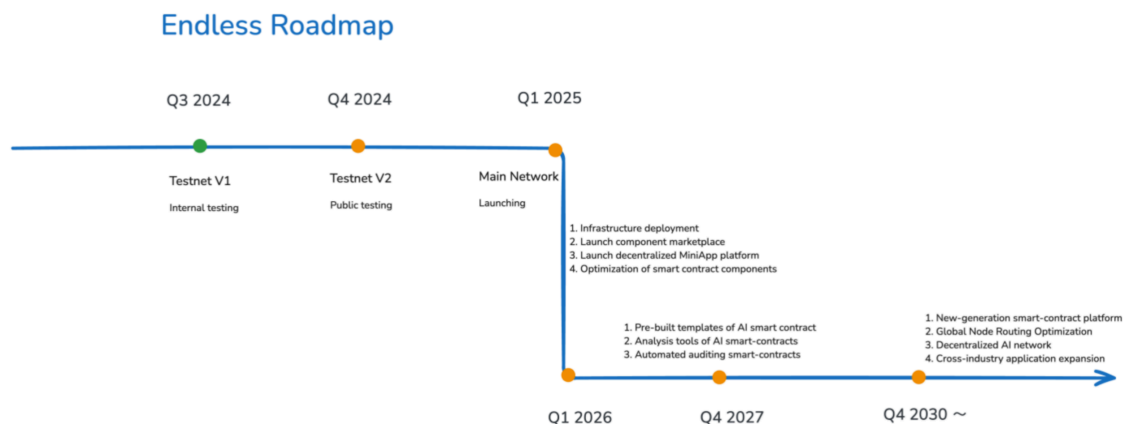 Endless Roadmap
Q3 2024
Q4 2024
Q1 2025
Testnet V1
Internal testing
Testnet V2
Public testing
Main Network
Launching
1. Infrastructure deployment
2. Launch component marketplace
3. Launch decentralized MiniApp platform
4. Optimization of smart contract components
1. Pre-built templates of AI smart contract
2. Analysis tools of AI smart-contracts
3. Automated auditing smart-contracts
1. New-generation smart-contract platform
2. Global Node Routing Optimization
3. Decentralized AI network
4. Cross-industry application expansion
Q1 2026
Q4 2027
Q4 2030 ～